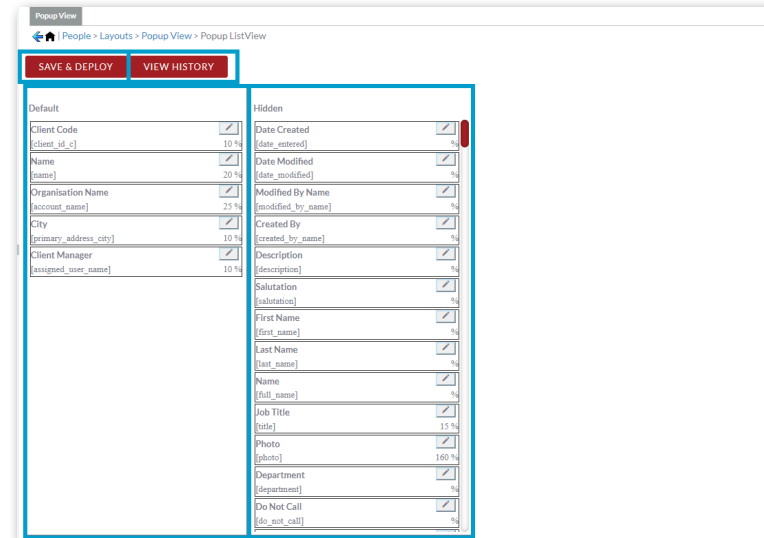 Popup View
| People > Layouts > Popup View > Popup ListView
SAVE & DEPLOY VIEW HISTORY
Default
Client Code
[client_id_c] 10 %
Name
[name] 20 %
Organisation Name
[account_name] 25 %
City
[primary_address_city] 10 %
Client Manager
[assigned_user_name] 10 %
Hidden
Date Created
[date_entered] %
Date Modified
[date_modified] %
Modified By Name
[modified_by_name] %
Created By
[created_by_name] %
Description
[description] %
Salutation
[salutation] %
First Name
[first_name] %
Last Name
[last_name] %
Name
[full_name] %
Job Title
[title] 15 %
Photo
[photo] 160 %
Department
[department] %
Do Not Call
[do_not_call] %